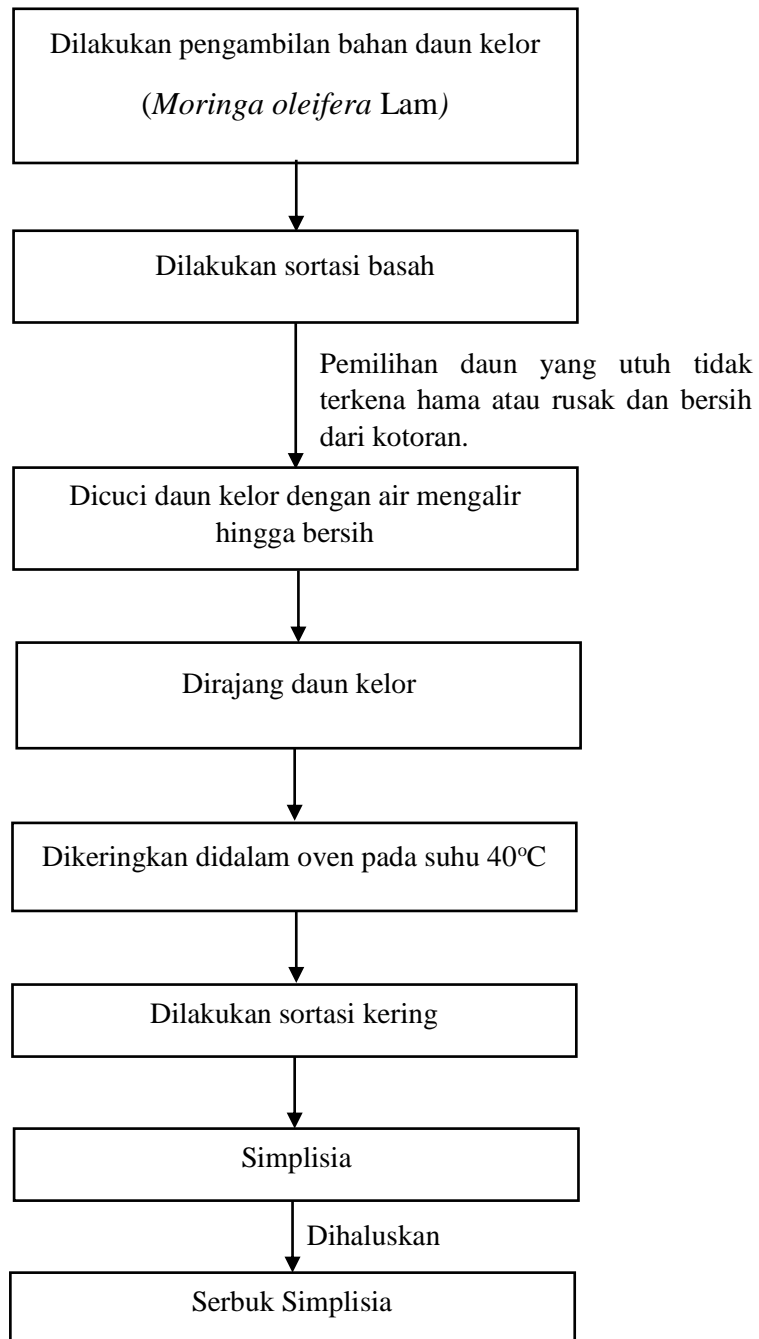 Dilakukan pengambilan bahan daun kelor
(Moringa oleifera Lam)
Dilakukan sortasi basah
Pemilihan daun yang utuh tidak
terkena hama atau rusak dan bersih
dari kotoran.
Dicuci daun kelor dengan air mengalir
hingga bersih
Dirajang daun kelor
Dikeringkan didalam oven pada suhu 40°C
Dilakukan sortasi kering
Simplisia
Dihaluskan
Serbuk Simplisia